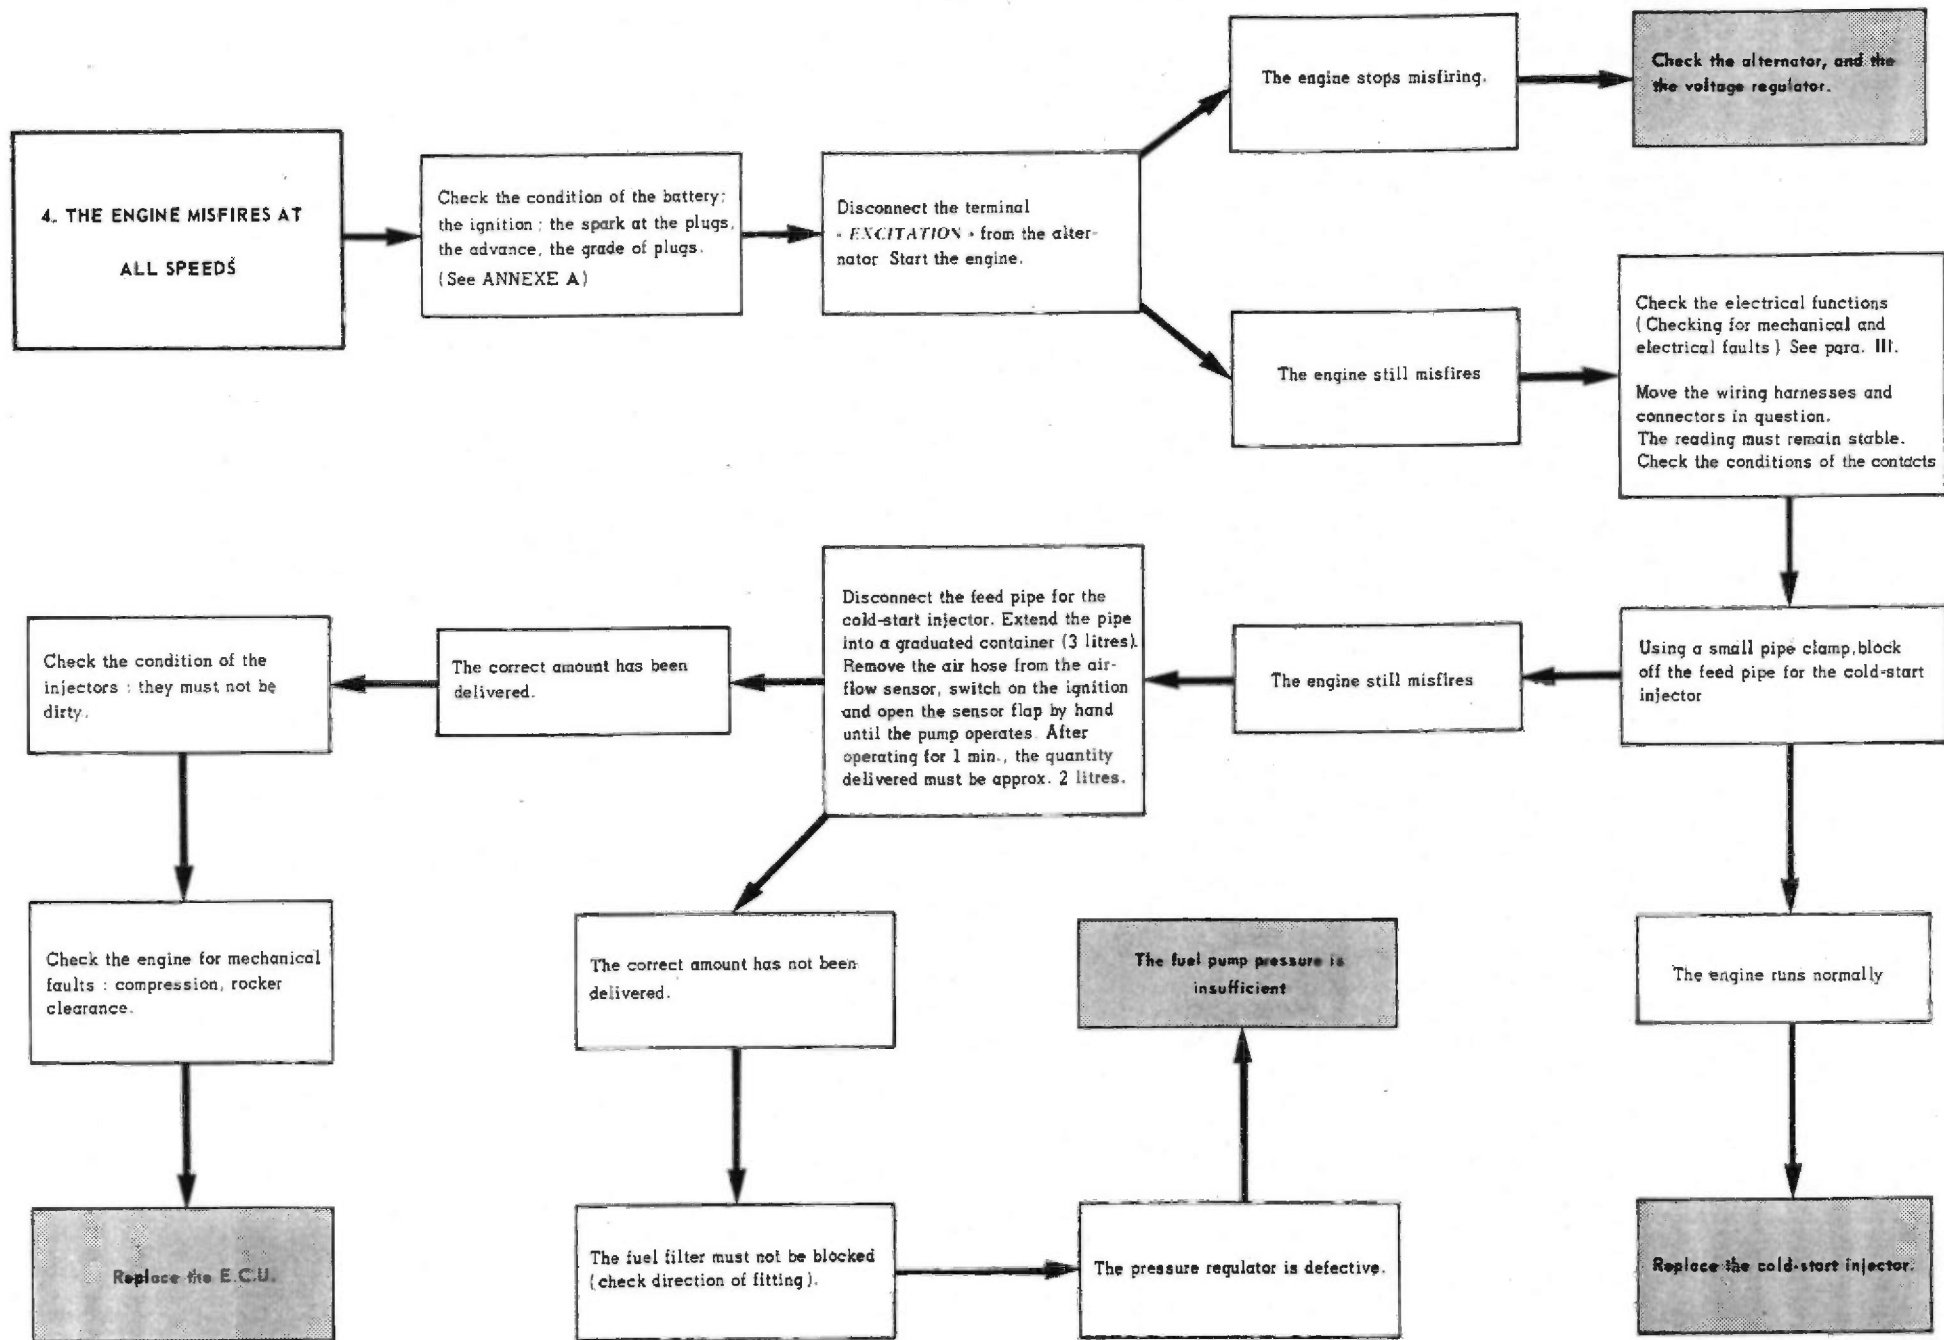 4. THE ENGINE MISFIRES AT
ALL SPEEDS
Check the condition of the battery;
the ignition ; the spark at the plugs,
the advance, the grade of plugs.
(See ANNEXE A)
Disconnect the terminal
- EXCITATION - from the alter-
nator Start the engine.
The engine stops misfiring.
Check the alternator, and the
the voltage regulator.
The engine still misfires
Check the electrical functions
( Checking for mechanical and
electrical faults ) See para. III.
Move the wiring harnesses and
connectors in question.
The reading must remain stable.
Check the conditions of the contacts
Using a small pipe clamp, block
off the feed pipe for the cold-start
injector
The engine still misfires
Disconnect the feed pipe for the
cold-start injector. Extend the pipe
into a graduated container (3 litres).
Remove the air hose from the air-
flow sensor, switch on the ignition
and open the sensor flap by hand
until the pump operates. After
operating for 1 min., the quantity
delivered must be approx. 2 litres.
The correct amount has been
delivered.
Check the condition of the
injectors : they must not be
dirty.
Check the engine for mechanical
faults : compression, rocker
clearance.
Replace the E.C.U.
The correct amount has not been
delivered.
The fuel filter must not be blocked
( check direction of fitting ).
The pressure regulator is defective.
The fuel pump pressure is
insufficient
The engine runs normally
Replace the cold-start injector.